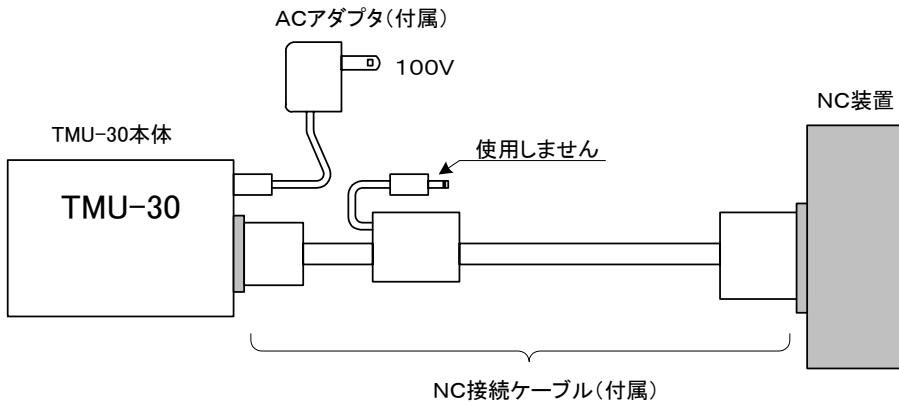 ACアダプタ(付属)
100V
NC装置
TMU-30本体
使用しません
TMU-30
NC接続ケーブル(付属)